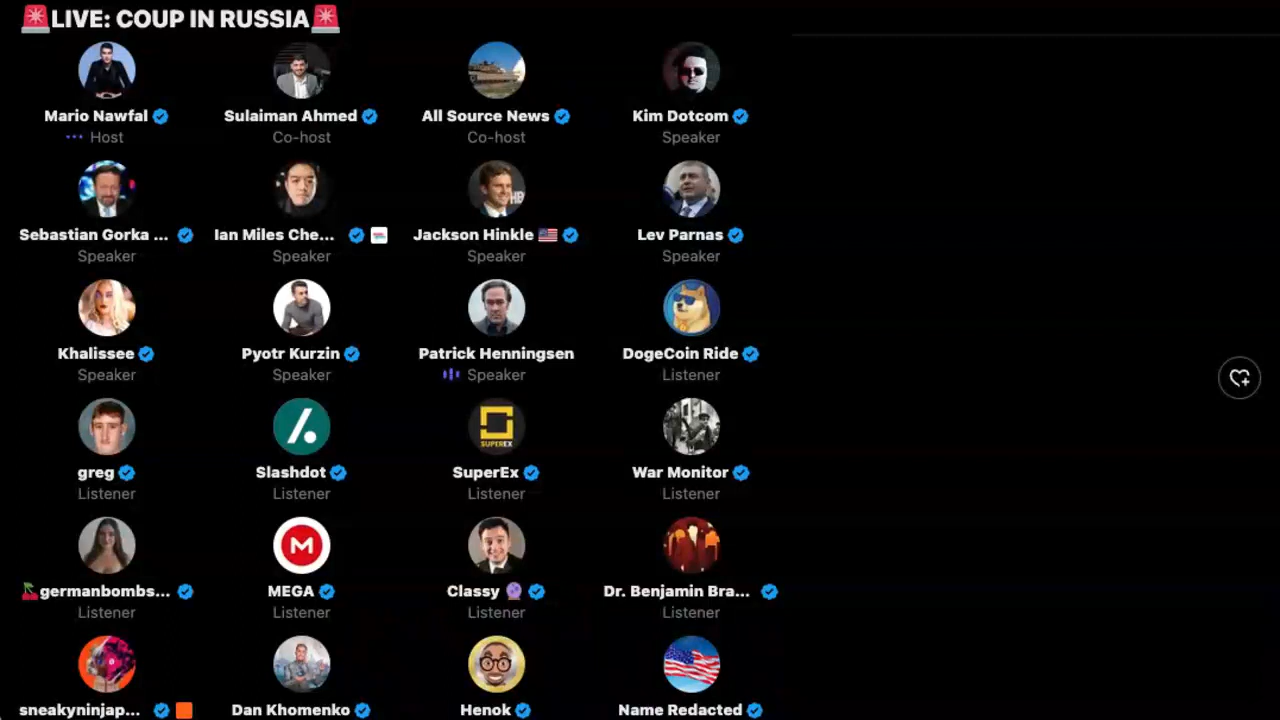 🚨LIVE: COUP IN RUSSIA🚨
Mario Nawfal Sulaiman Ahmed All Source News Kim Dotcom
Host Co-host Co-host Speaker
HB
Sebastian Gorka ... Ian Miles Che... Jackson Hinkle 🇺🇸 Lev Parnas
Speaker Speaker Speaker Speaker
Khalissee Pyotr Kurzin Patrick Henningsen DogeCoin Ride
Speaker Speaker Speaker Listener
SUPEREX
greg Slashdot SuperEx War Monitor
Listener Listener Listener Listener
M
🍒germanbombs... MEGA Classy 🔮 Dr. Benjamin Bra...
Listener Listener Listener Listener
sneakyninjap... Dan Khomenko Henok Name Redacted